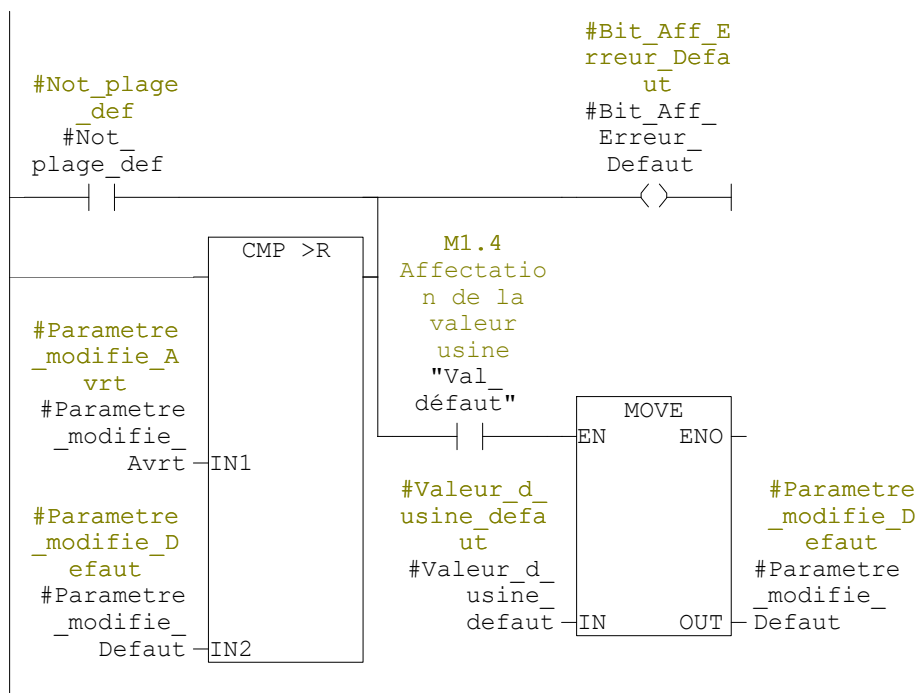 #Not_plage
_def
#Not_
plage_def
#Bit_Aff_E
rreur_Defa
ut
#Bit_Aff_
Erreur_
Defaut
CMP >R
#Parametre
_modifie_A
vrt
#Parametre
_modifie_
Avrt
IN1
#Parametre
_modifie_D
efaut
#Parametre
_modifie_
Defaut
IN2
M1.4
Affectatio
n de la
valeur
usine
"Val_
défaut"
MOVE
EN ENO
#Valeur_d_
usine_defa
ut
#Valeur_d_
usine_
defaut
IN OUT
#Parametre
_modifie_D
efaut
#Parametre
_modifie_
Defaut